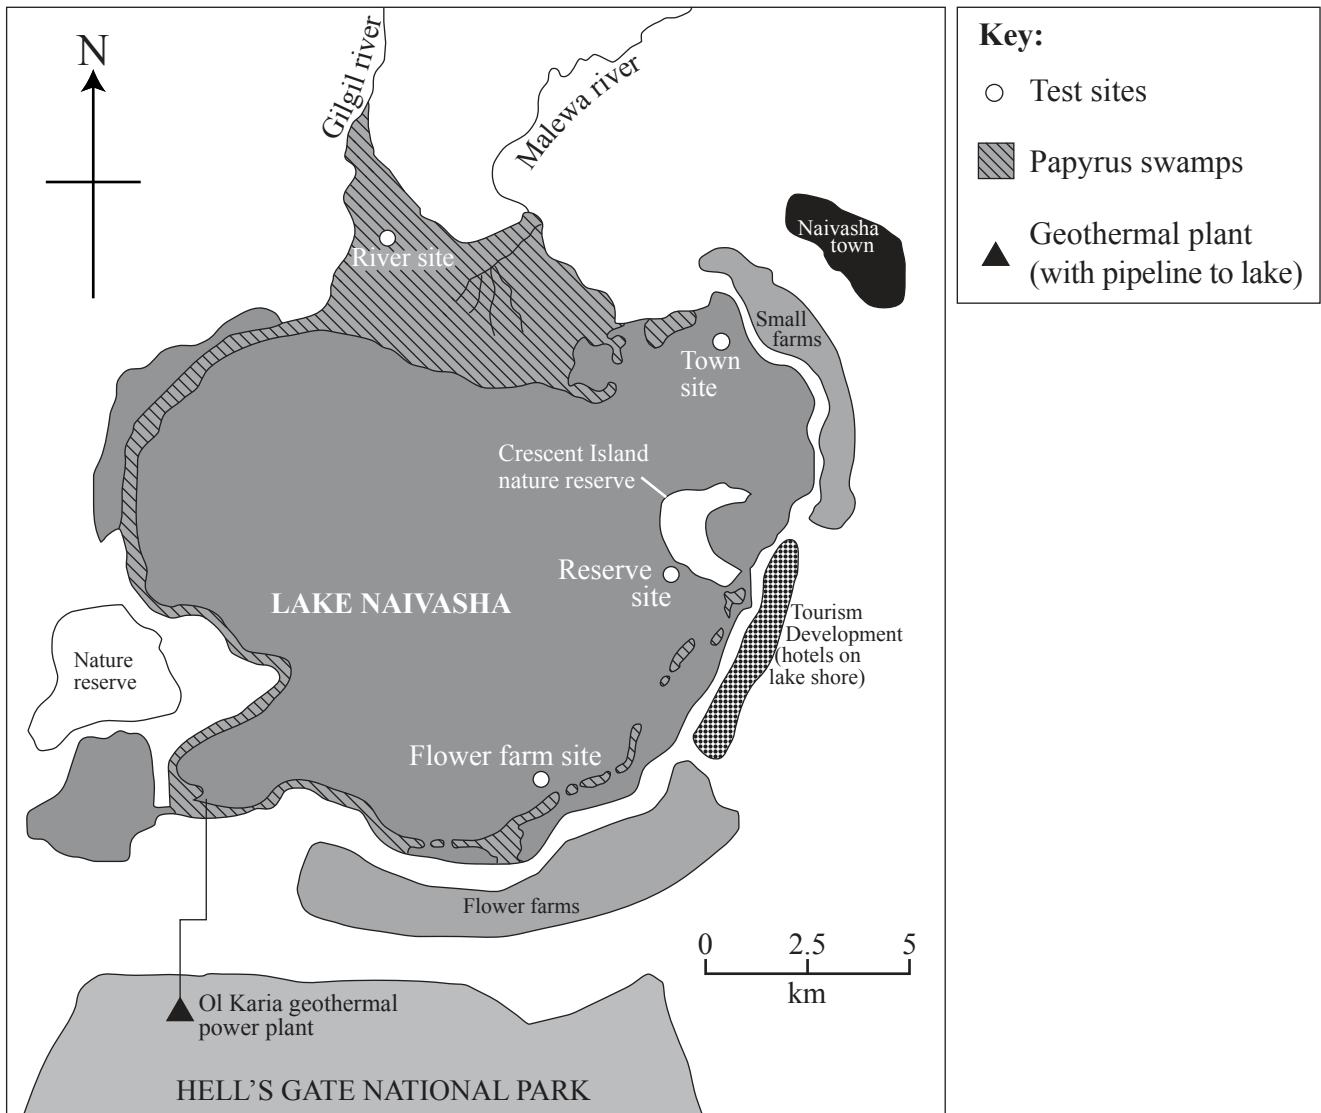 N
Gilgil river
Malewa river
Naivasha
town
River site
Small
farms
Town
site
Crescent Island
nature reserve
Reserve
site
LAKE NAIVASHA
Tourism
Development
(hotels on
lake shore)
Nature
reserve
Flower farm site
Flower farms
0 2.5 5
km
Ol Karia geothermal
power plant
HELL'S GATE NATIONAL PARK
Key:
Test sites
Papyrus swamps
Geothermal plant
(with pipeline to lake)